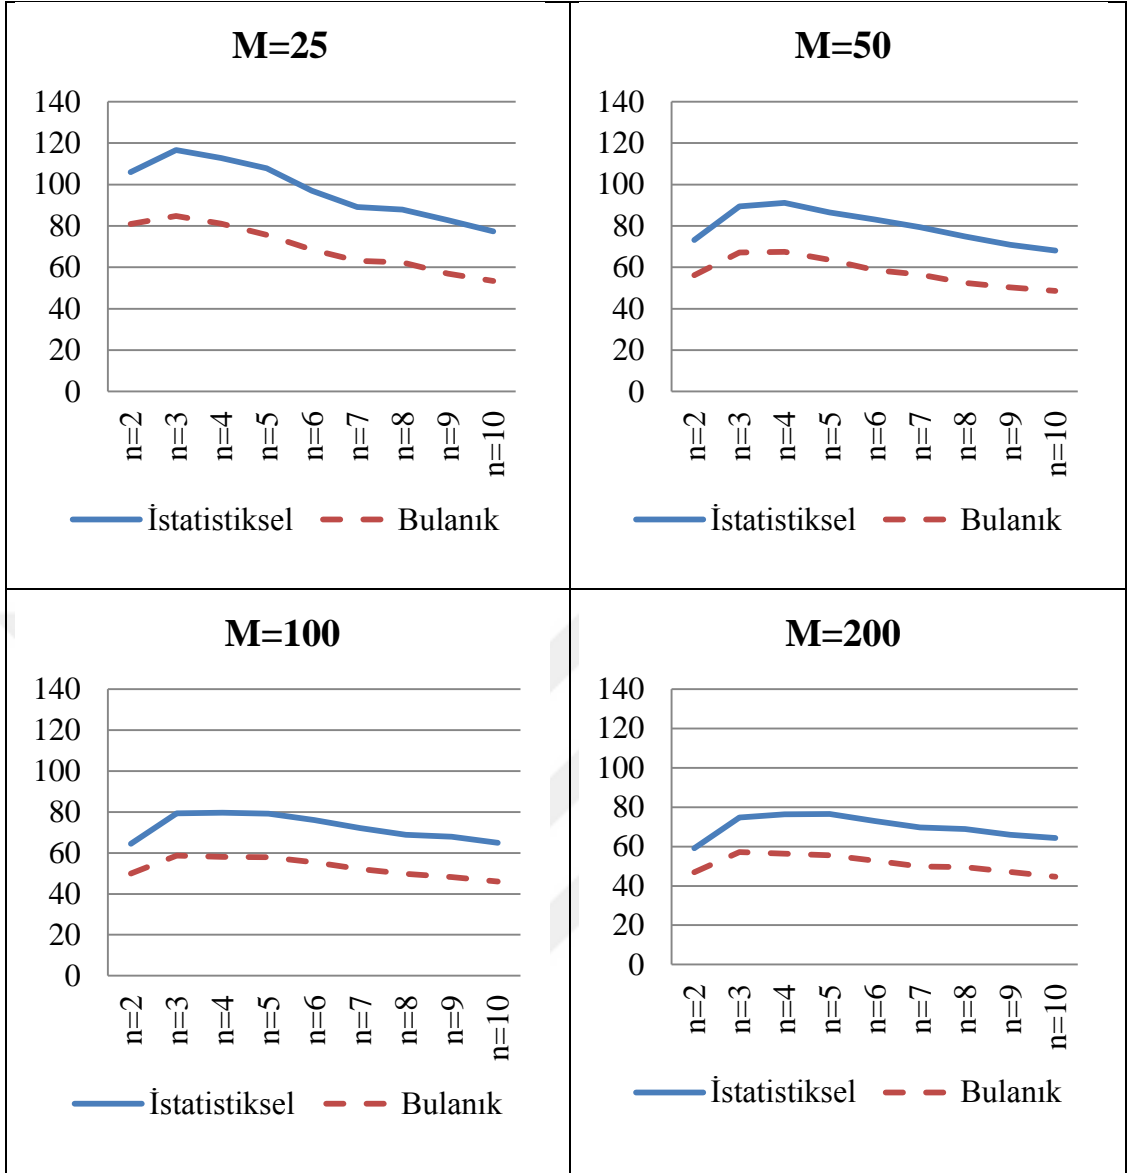 M=25
140
120
100
80
60
40
20
0
n=2
n=3
n=4
n=5
n=6
n=7
n=8
n=9
n=10
İstatistiksel
Bulanık
M=50
140
120
100
80
60
40
20
0
n=2
n=3
n=4
n=5
n=6
n=7
n=8
n=9
n=10
İstatistiksel
Bulanık
M=100
140
120
100
80
60
40
20
0
n=2
n=3
n=4
n=5
n=6
n=7
n=8
n=9
n=10
İstatistiksel
Bulanık
M=200
140
120
100
80
60
40
20
0
n=2
n=3
n=4
n=5
n=6
n=7
n=8
n=9
n=10
İstatistiksel
Bulanık